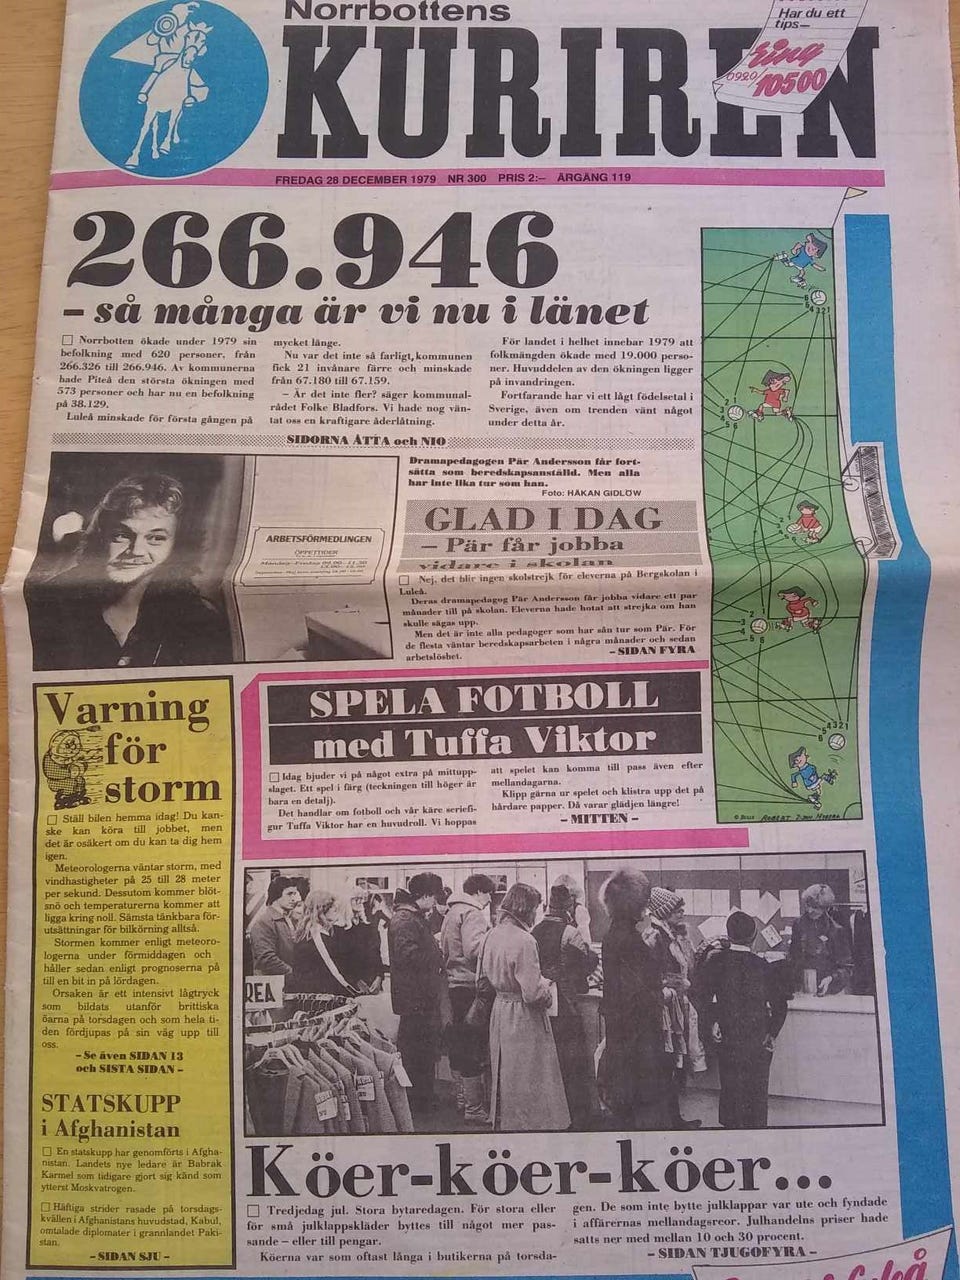 Norrbottens
KURIREN
Har du ett
tips—
Ring
0920/
10500
FREDAG 28 DECEMBER 1979 NR 300 PRIS 2:— ÅRGÅNG 119
266.946
– så många är vi nu i länet
□ Norrbotten ökade under 1979 sin
befolkning med 620 personer, från
266.326 till 266.946. Av kommunerna
hade Piteå den största ökningen med
573 personer och har nu en befolkning
på 38.129.
Luleå minskade för första gången på
mycket länge.
Nu var det inte så farligt, kommunen
fick 21 invånare färre och minskade
från 67.180 till 67.159.
– Är det inte fler? säger kommunal-
rådet Folke Bladfors. Vi hade nog vän-
tat oss en kraftigare åderlåtning.
För landet i helhet innebar 1979 att
folkmängden ökade med 19.000 perso-
ner. Huvuddelen av den ökningen ligger
på invandringen.
Fortfarande har vi ett lågt födelsetal i
Sverige, även om trenden vänt något
under detta år.
SIDORNA ÅTTA och NIO
ARBETSFÖRMEDLINGEN
ÖPPETTIDER
Dramapedagogen Pär Andersson får fort-
sätta som beredskapsanställd. Men alla
har inte lika tur som han.
Foto: HÅKAN GIDLÖW
GLAD I DAG
– Pär får jobba
vidare i skolan
□ Nej, det blir ingen skolstrejk för eleverna på Bergskolan i
Luleå.
Deras dramapedagog Pär Andersson får jobba vidare ett par
månader till på skolan. Eleverna hade hotat att strejka om han
skulle sägas upp.
Men det är inte alla pedagoger som har sån tur som Pär. För
de flesta väntar beredskapsarbeten i några månader och sedan
arbetslöshet.
– SIDAN FYRA
Varning
för
storm
□ Ställ bilen hemma idag! Du kan-
ske kan köra till jobbet, men
det är osäkert om du kan ta dig hem
igen.
Meteorologerna väntar storm, med
vindhastigheter på 25 till 28 meter
per sekund. Dessutom kommer blöt-
snö och temperaturerna kommer att
ligga kring noll. Sämsta tänkbara för-
utsättningar för bilkörning alltså.
Stormen kommer enligt meteoro-
logerna under förmiddagen och
håller sedan enligt prognoserna på
till en bit in på lördagen.
Orsaken är ett intensivt lågtryck
som bildats utanför brittiska
öarna på torsdagen och som hela ti-
den fördjupas på sin väg upp till
oss.
– Se även SIDAN 13
och SISTA SIDAN –
STATSKUPP
i Afghanistan
□ En statskupp har genomförts i Afgha-
nistan. Landets nye ledare är Babrak
Karmel som tidigare gjort sig känd som
ytterst Moskvatrogen.
□ Häftiga strider rasade på torsdags-
kvällen i Afghanistans huvudstad, Kabul,
omtalade diplomater i grannlandet Paki-
stan.
– SIDAN SJU –
SPELA FOTBOLL
med Tuffa Viktor
□ Idag bjuder vi på något extra på mittupp-
slaget. Ett spel i färg (teckningen till höger är
bara en detalj).
Det handlar om fotboll och vår käre seriefi-
gur Tuffa Viktor har en huvudroll. Vi hoppas
att spelet kan komma till pass även efter
mellandagarna.
Klipp gärna ur spelet och klistra upp det på
hårdare papper. Då varar glädjen längre!
– MITTEN –
REA
Köer-köer-köer...
□ Tredjedag jul. Stora bytaredagen. För stora eller
för små julklappskläder byttes till något mer pas-
sande – eller till pengar.
Köerna var som oftast långa i butikerna på torsda-
gen. De som inte bytte julklappar var ute och fyndade
i affärernas mellandagsreor. Julhandelns priser hade
satts ner med mellan 10 och 30 procent.
– SIDAN TJUGOFYRA –